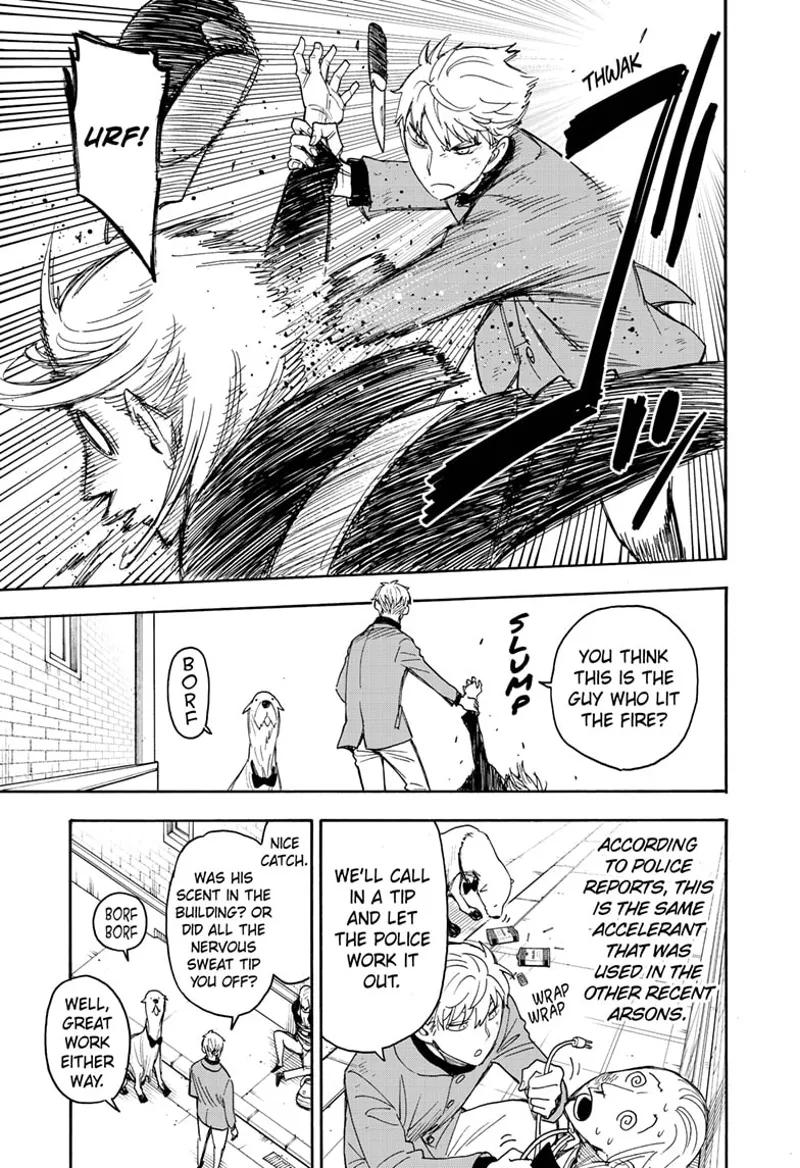 THWAK
URF!
YOU THINK
THIS IS THE
GUY WHO LIT
THE FIRE?
SLUMP
BORF
ACCORDING
TO POLICE
REPORTS, THIS
IS THE SAME
ACCELERANT
THAT WAS
USED IN THE
OTHER RECENT
ARSONS.
WE'LL CALL
IN A TIP
AND LET
THE POLICE
WORK IT
OUT.
WRAP
WRAP
NICE
CATCH.
WAS HIS
SCENT IN THE
BUILDING? OR
DID ALL THE
NERVOUS
SWEAT TIP
YOU OFF?
BORF
BORF
WELL,
GREAT
WORK
EITHER
WAY.